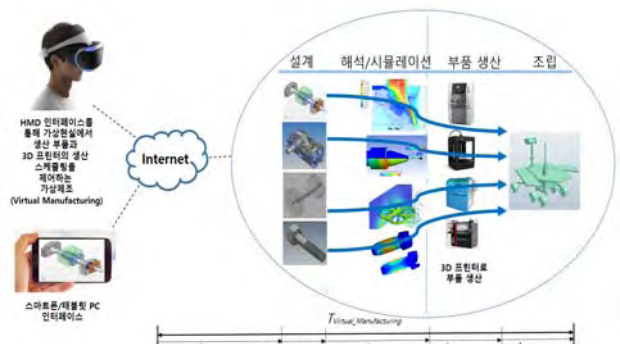 설계
해석/시뮬레이션
부품 생산
조립
HMD 인터페이스를
통해 가상현실에서
생산 부품과
3D 프린터의 생산
스케쥴링을
제어하는
가상제조
(Virtual Manufacturing)
Internet
3D 프린터로
부품 생산
스마트폰/태블릿 PC
인터페이스
TVirtual_Manufacturing